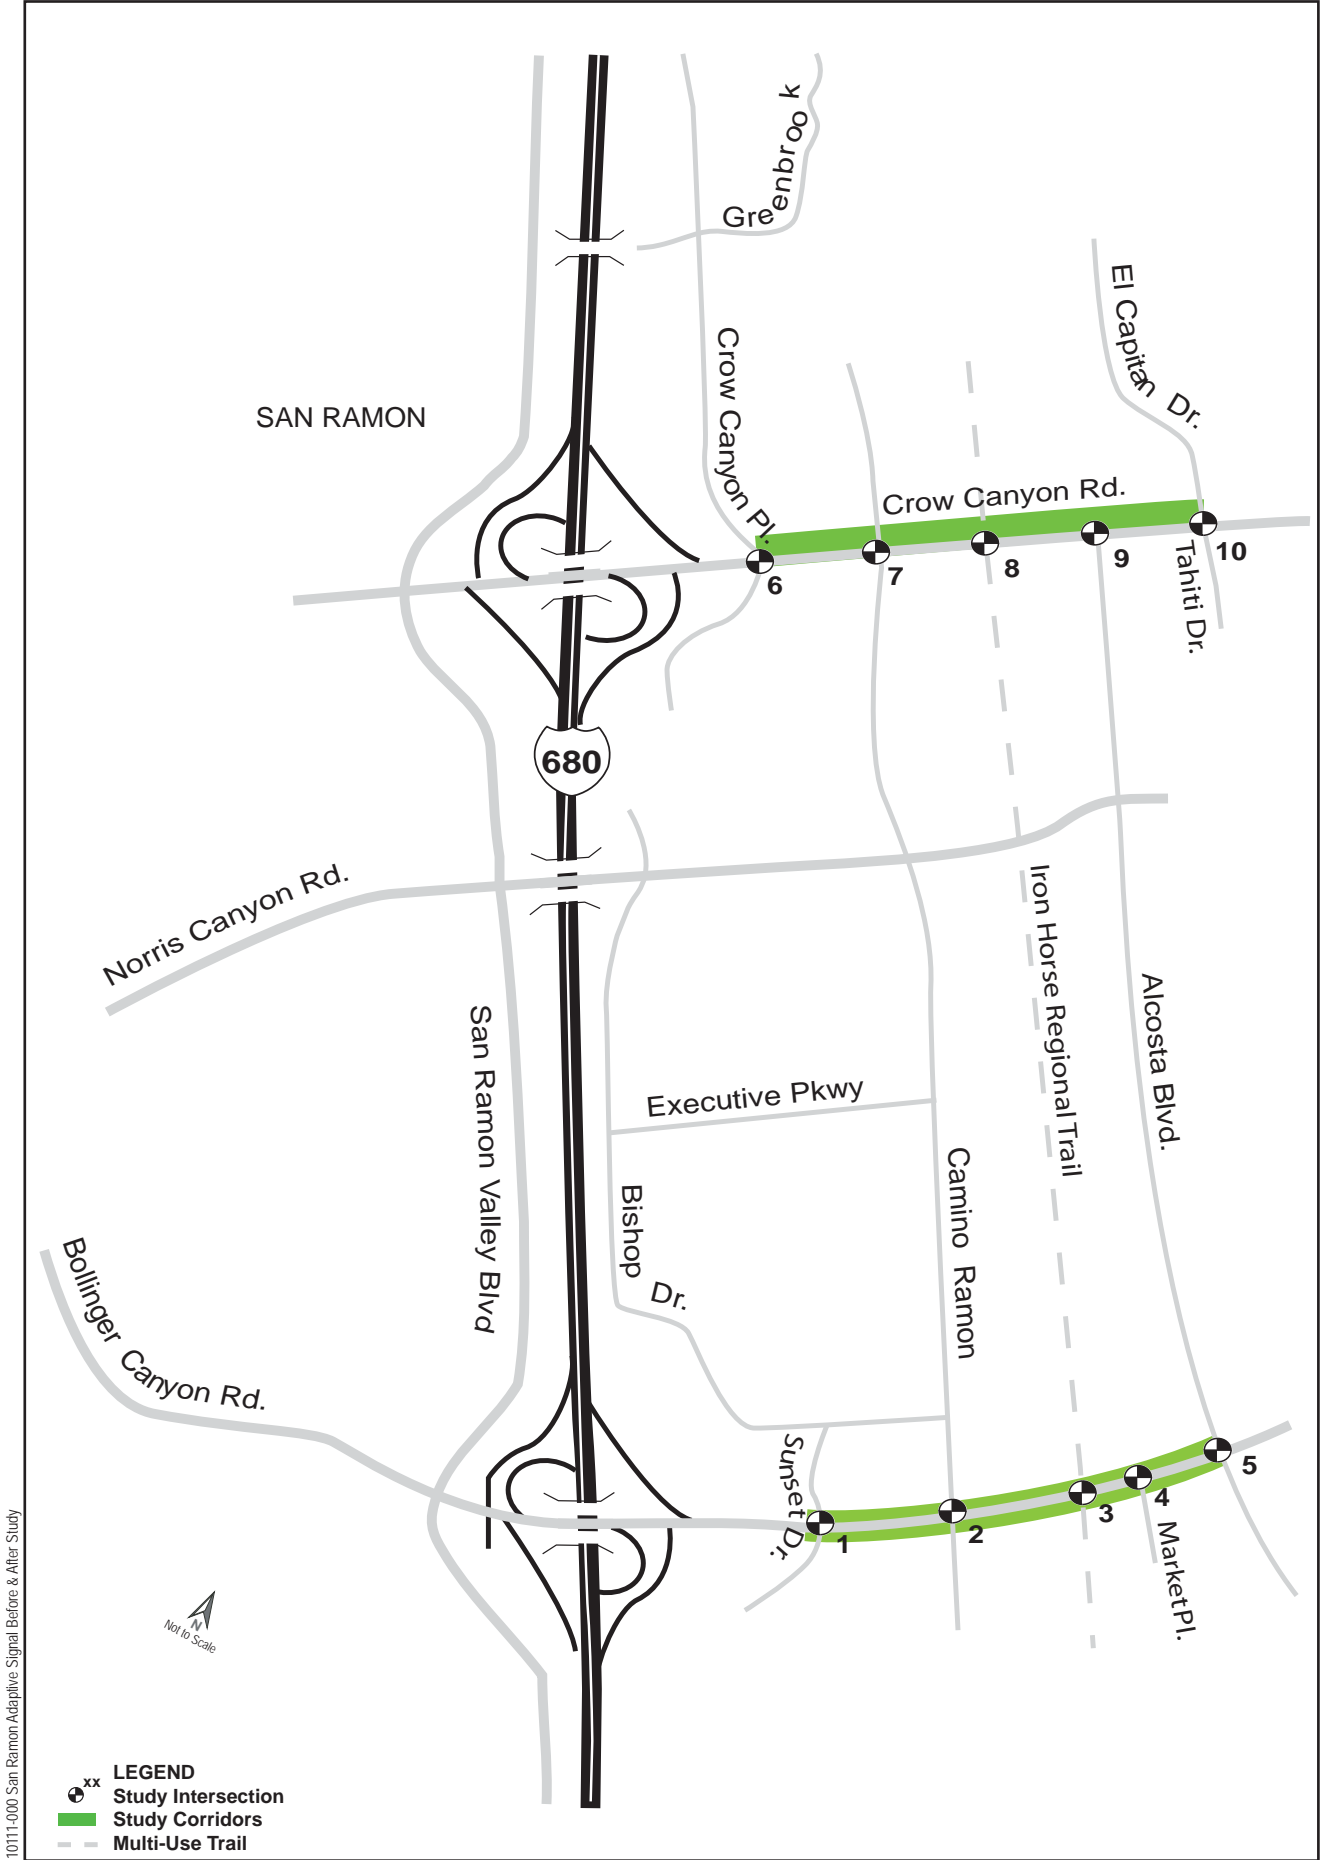 Greenbrook
El Capitan Dr.
Crow Canyon Pl.
SAN RAMON
Crow Canyon Rd.
6
7
8
9
10
Tahiti Dr.
680
Norris Canyon Rd.
Iron Horse Regional Trail
Alcosta Blvd.
San Ramon Valley Blvd
Executive Pkwy
Camino Ramon
Bishop Dr.
Bollinger Canyon Rd.
Sunset Dr.
1
2
3
4
5
Market Pl.
N
Not to Scale
LEGEND
xx
Study Intersection
Study Corridors
Multi-Use Trail
10111-000 San Ramon Adaptive Signal Before & After Study